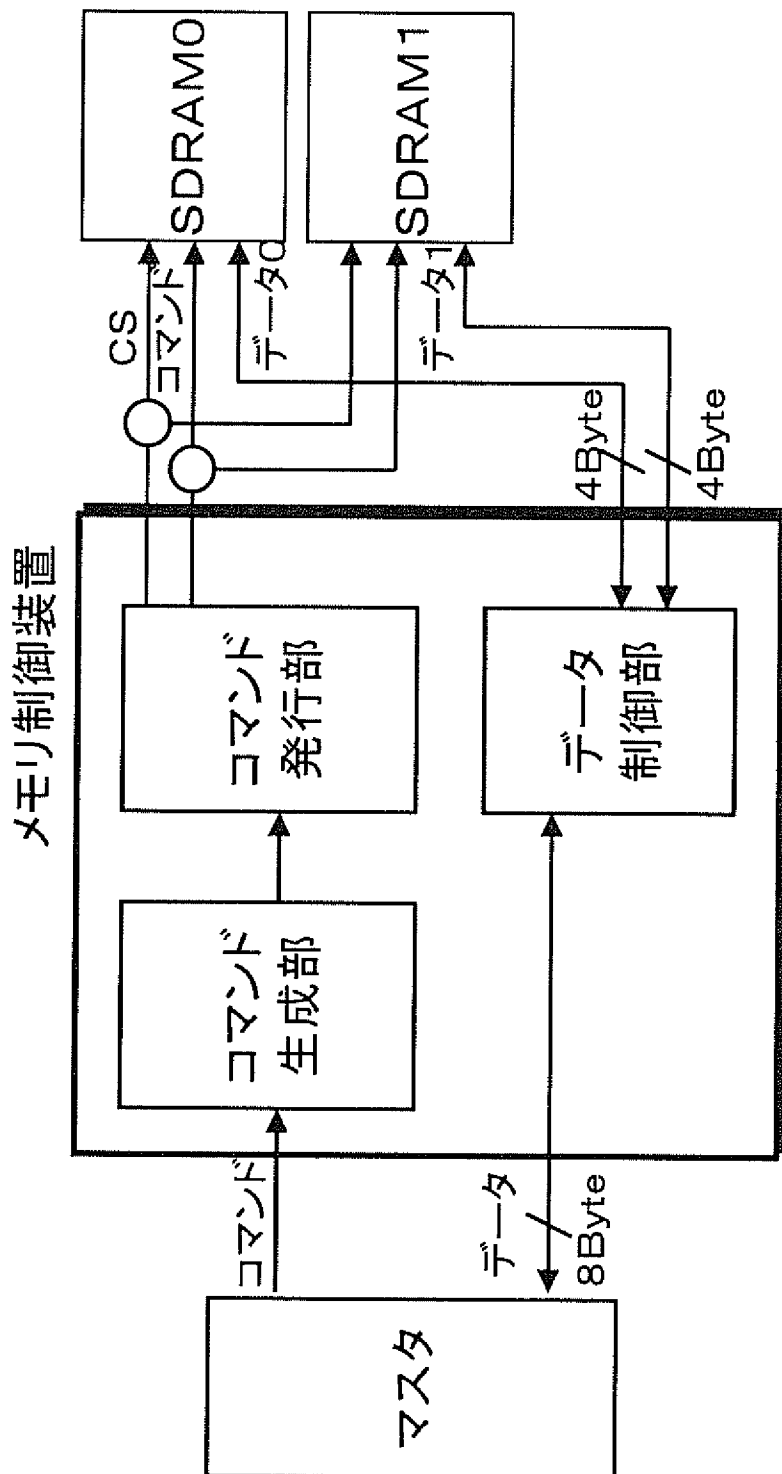 メモリ制御装置
マスタ
コマンド
データ
8Byte
コマンド
生成部
コマンド
発行部
データ
制御部
4Byte
4Byte
CS
コマンド
データ0
データ1
SDRAM0
SDRAM1